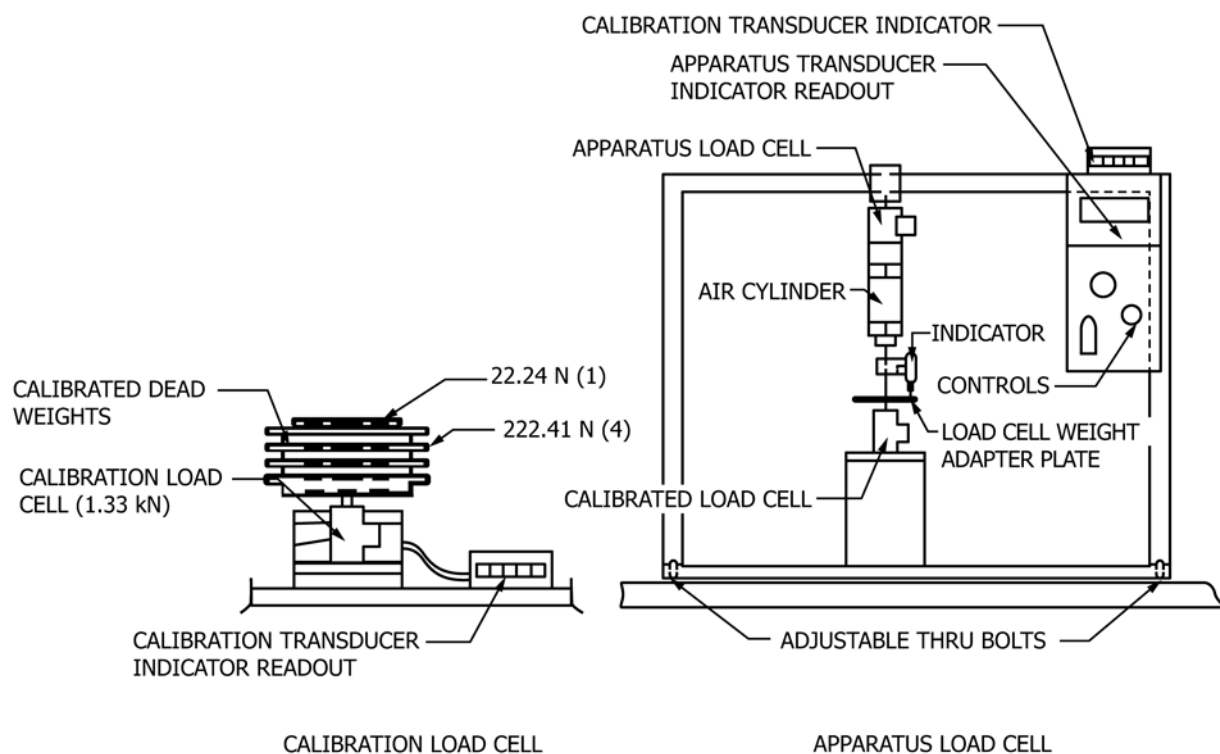 CALIBRATION TRANSDUCER INDICATOR
APPARATUS TRANSDUCER
INDICATOR READOUT
APPARATUS LOAD CELL
AIR CYLINDER
INDICATOR
CONTROLS
22.24 N (1)
CALIBRATED DEAD
WEIGHTS
222.41 N (4)
LOAD CELL WEIGHT
ADAPTER PLATE
CALIBRATION LOAD
CELL (1.33 kN)
CALIBRATED LOAD CELL
CALIBRATION TRANSDUCER
INDICATOR READOUT
ADJUSTABLE THRU BOLTS
CALIBRATION LOAD CELL
APPARATUS LOAD CELL